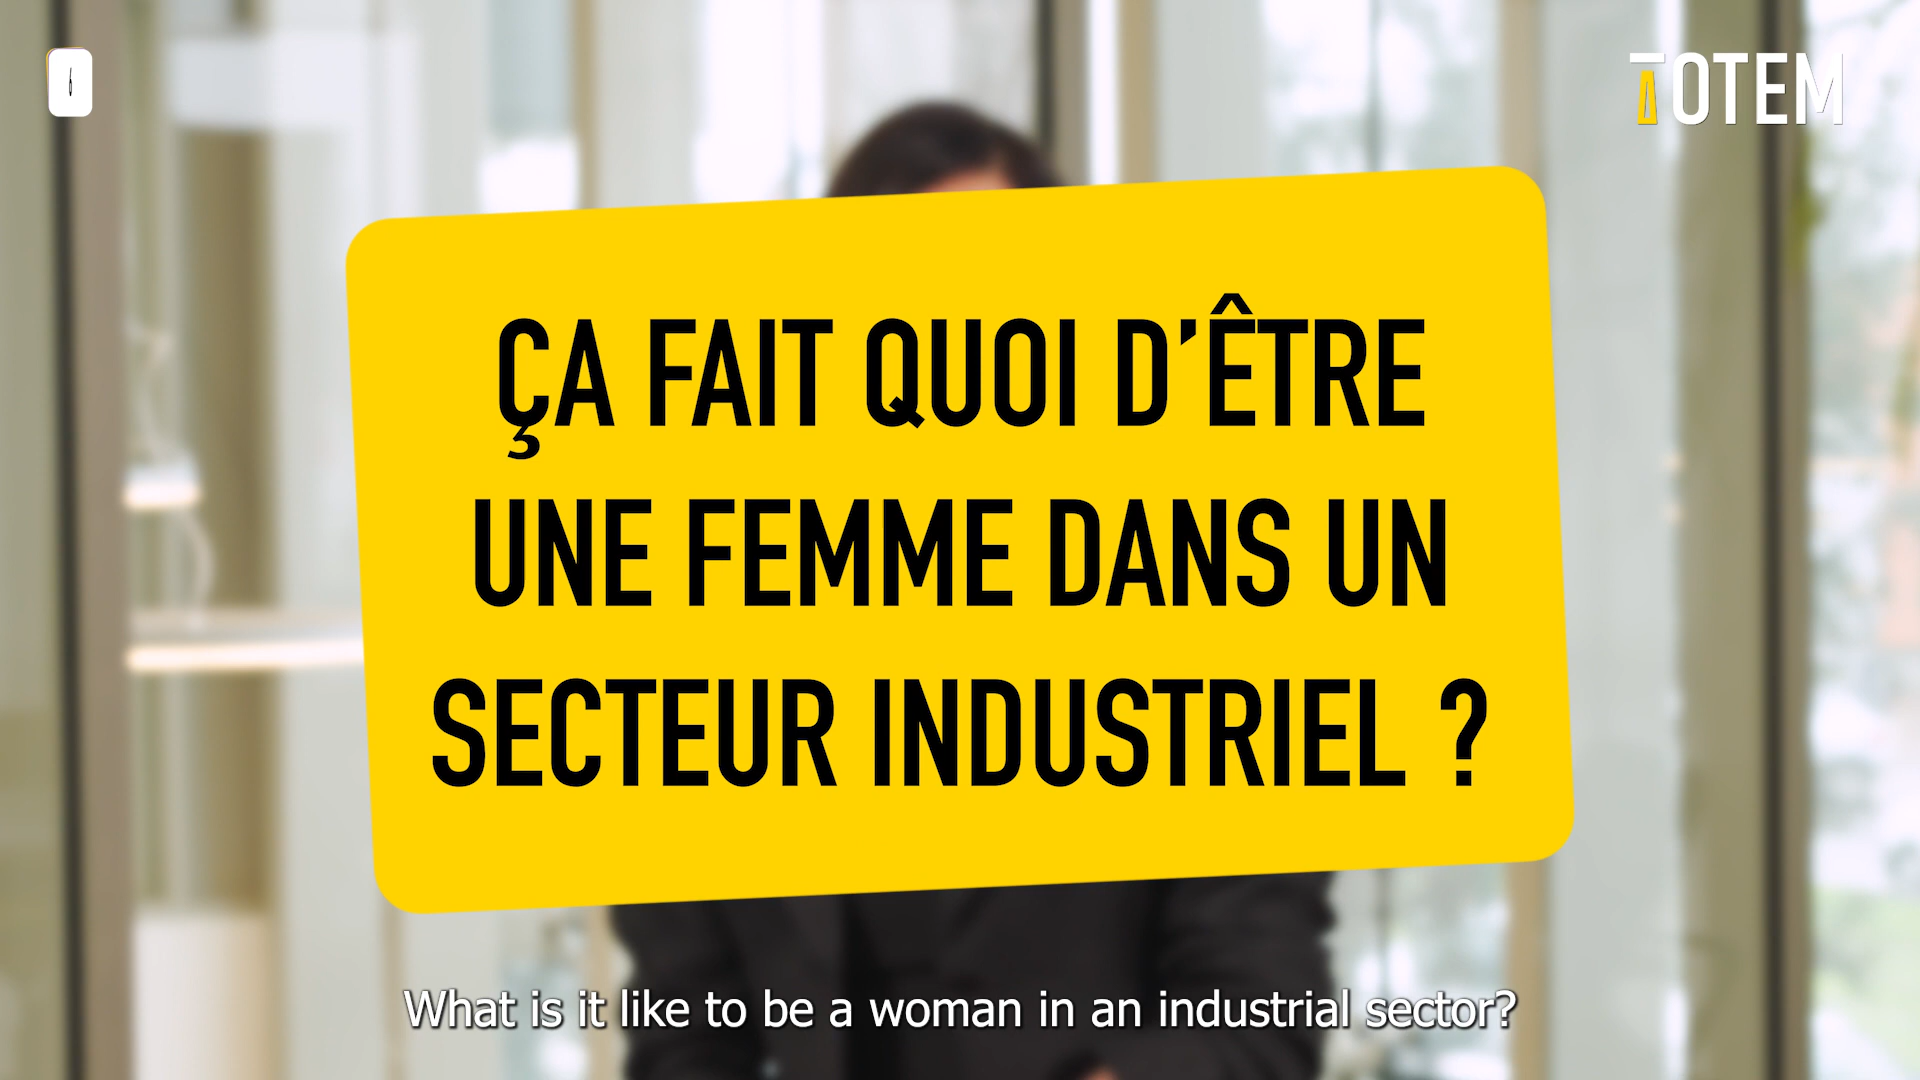 TOTEM
ÇA FAIT QUOI D'ÊTRE
UNE FEMME DANS UN
SECTEUR INDUSTRIEL ?
What is it like to be a woman in an industrial sector?